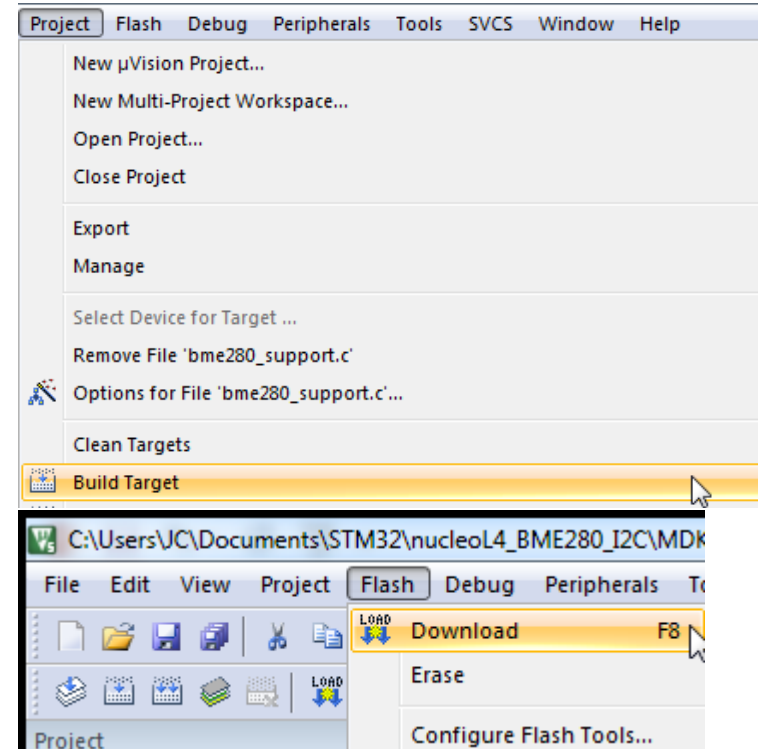 Project Flash Debug Peripherals Tools SVCS Window Help
New µVision Project...
New Multi-Project Workspace...
Open Project...
Close Project
Export
Manage
Select Device for Target ...
Remove File 'bme280_support.c'
Options for File 'bme280_support.c'...
Clean Targets
Build Target
C:\Users\JC\Documents\STM32\nucleoL4_BME280_I2C\MDK
File Edit View Project Flash Debug Peripherals To
LOAD Download F8
LOAD Erase
Project Configure Flash Tools...